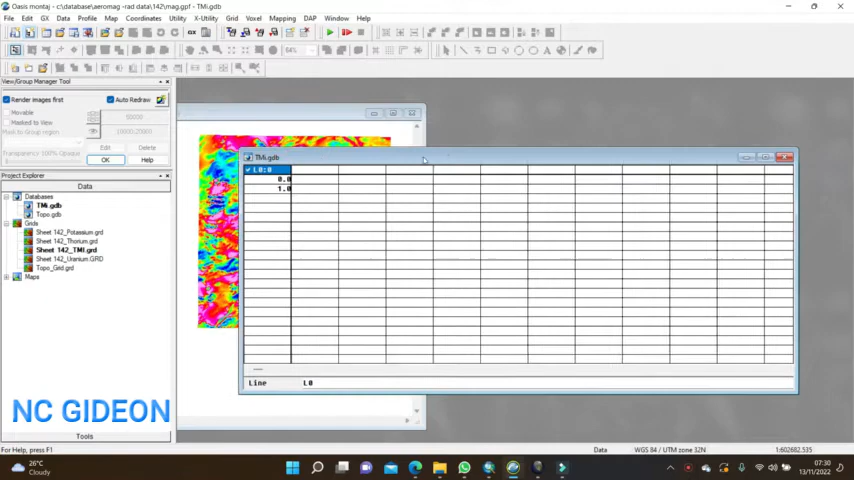 Oasis montaj - c:\database\aeromag -rad data\142\mag.gpf - TMi.gdb
File Edit GX Profile Map Coordinates Utility X-Utility Grid Voxel Mapping DAP Window Help
64%
View/Group Manager Tool
Render images first
Auto Redraw
Movable
80000
Masked to View
Mask to Group region
10000:20000
Edit
Delete
Transparency 100% Opaque
OK
Help
Project Explorer
Data
Databases
TMi.gdb
Topo.gdb
Grids
Sheet 142_Potassium.grd
Sheet 142_Thorium.grd
Sheet 142_TMI.grd
Sheet 142_Uranium.GRD
Topo_Grid.grd
Maps
NC GIDEON
Tools
TMi.gdb
L0:0
0.0
1.0
Line L0
For Help, press F1
Data
WGS 84 / UTM zone 32N
1:602682.535
26°C
Cloudy
07:30
13/11/2022